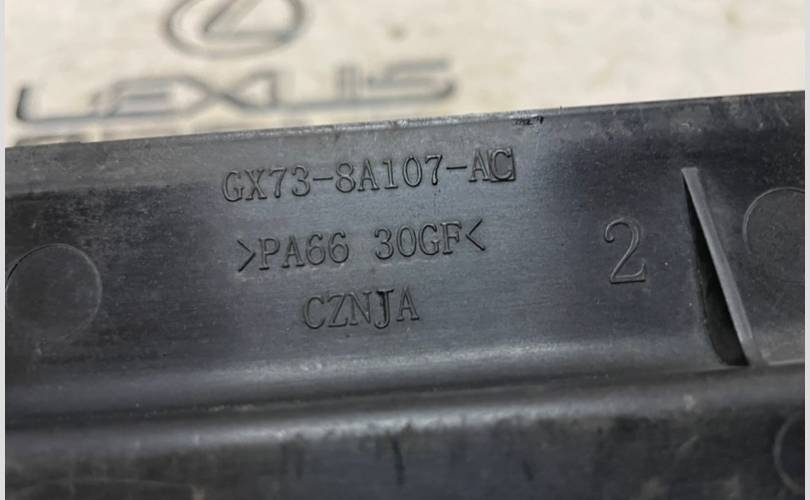 LEXUS
GX73-8A107-AC
>PA66 30GF<
2
CZNJA